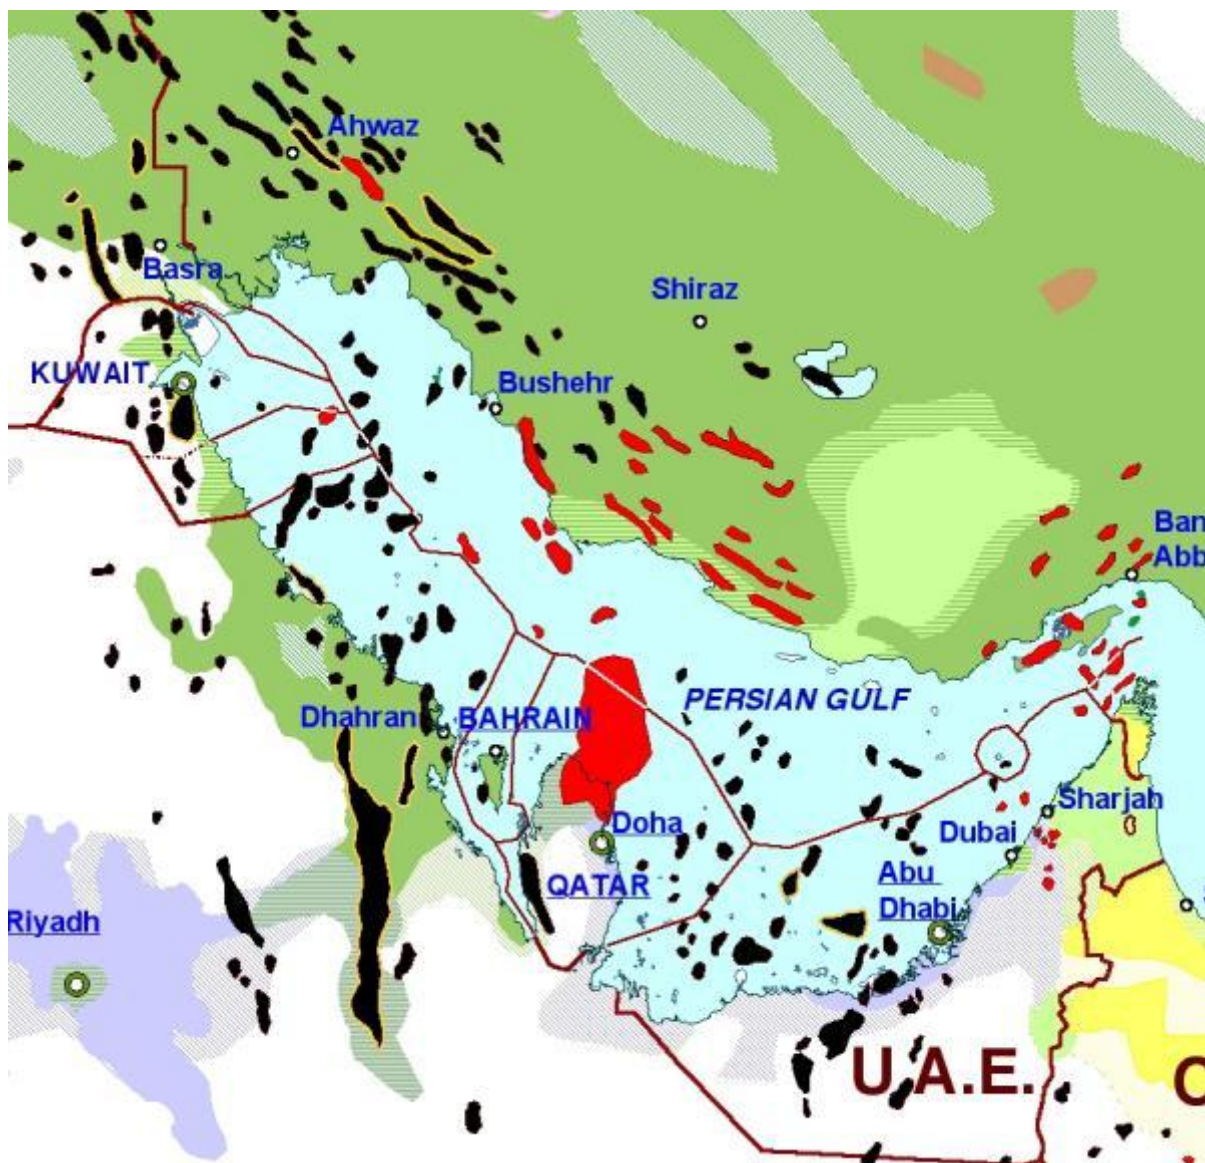 Ahwaz
Basra
Shiraz
KUWAIT
Bushehr
Ban
Abb
PERSIAN GULF
Dhahran
BAHRAIN
Sharjah
Doha
Dubai
QATAR
Abu
Dhabi
Riyadh
U.A.E.